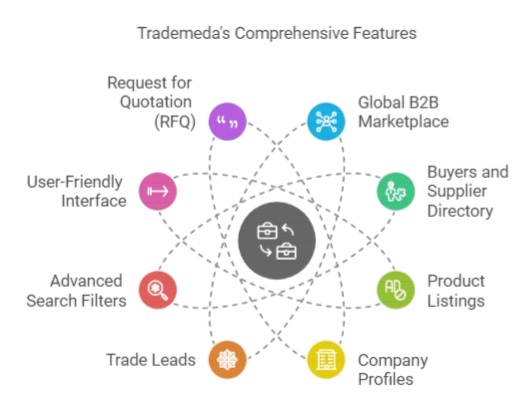 Trademeda's Comprehensive Features
Request for
Quotation
(RFQ)
Global B2B
Marketplace
User-Friendly
Interface
Buyers and
Supplier
Directory
Advanced
Search Filters
Product
Listings
Trade Leads
Company
Profiles